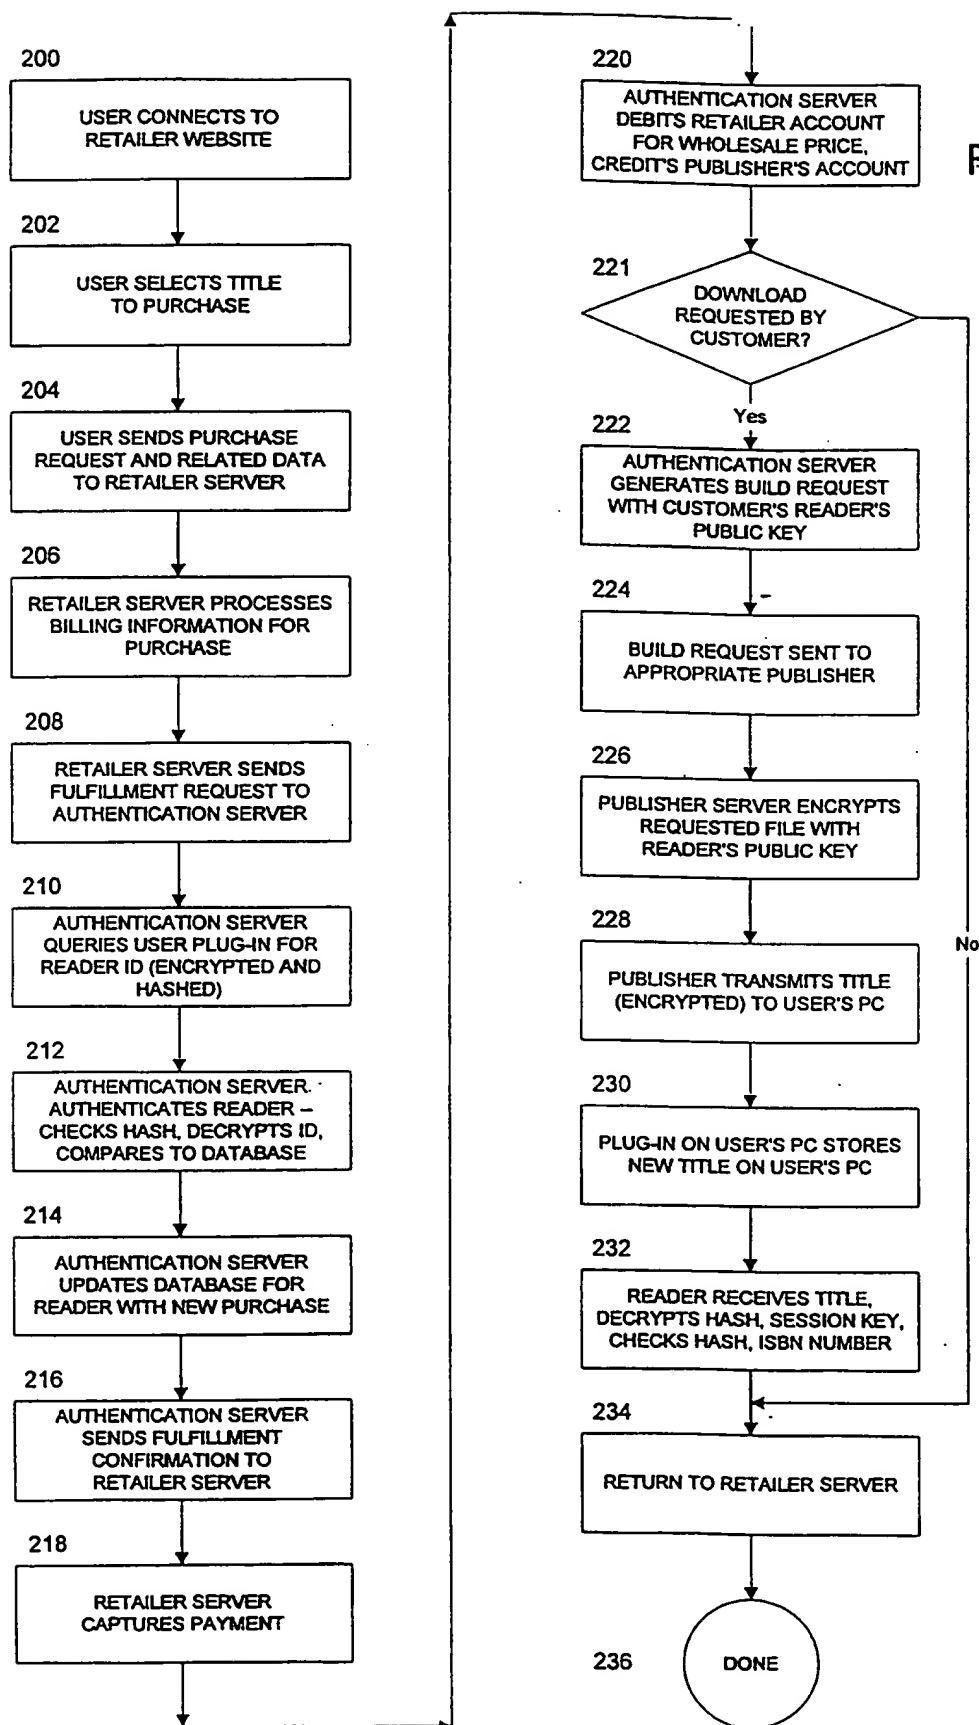 200
USER CONNECTS TO
RETAILER WEBSITE
202
USER SELECTS TITLE
TO PURCHASE
204
USER SENDS PURCHASE
REQUEST AND RELATED DATA
TO RETAILER SERVER
206
RETAILER SERVER PROCESSES
BILLING INFORMATION FOR
PURCHASE
208
RETAILER SERVER SENDS
FULFILLMENT REQUEST TO
AUTHENTICATION SERVER
210
AUTHENTICATION SERVER
QUERIES USER PLUG-IN FOR
READER ID (ENCRYPTED AND
HASHED)
212
AUTHENTICATION SERVER
AUTHENTICATES READER –
CHECKS HASH, DECRYPTS ID,
COMPARES TO DATABASE
214
AUTHENTICATION SERVER
UPDATES DATABASE FOR
READER WITH NEW PURCHASE
216
AUTHENTICATION SERVER
SENDS FULFILLMENT
CONFIRMATION TO
RETAILER SERVER
218
RETAILER SERVER
CAPTURES PAYMENT
220
AUTHENTICATION SERVER
DEBITS RETAILER ACCOUNT
FOR WHOLESALE PRICE,
CREDIT'S PUBLISHER'S ACCOUNT
221
DOWNLOAD
REQUESTED BY
CUSTOMER?
Yes
222
AUTHENTICATION SERVER
GENERATES BUILD REQUEST
WITH CUSTOMER'S READER'S
PUBLIC KEY
224
BUILD REQUEST SENT TO
APPROPRIATE PUBLISHER
226
PUBLISHER SERVER ENCRYPTS
REQUESTED FILE WITH
READER'S PUBLIC KEY
228
PUBLISHER TRANSMITS TITLE
(ENCRYPTED) TO USER'S PC
No
230
PLUG-IN ON USER'S PC STORES
NEW TITLE ON USER'S PC
232
READER RECEIVES TITLE,
DECRYPTS HASH, SESSION KEY,
CHECKS HASH, ISBN NUMBER
234
RETURN TO RETAILER SERVER
236
DONE